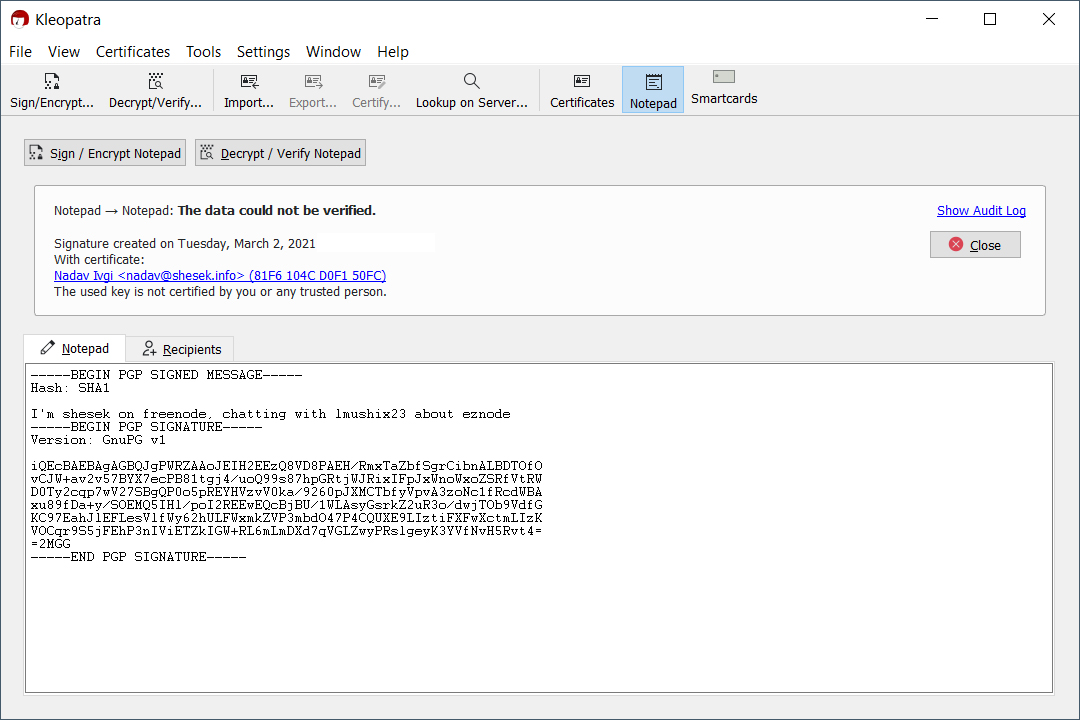 Kleopatra
File View Certificates Tools Settings Window Help
Sign/Encrypt... Decrypt/Verify... Import... Export... Certify... Lookup on Server... Certificates Notepad Smartcards
Sign / Encrypt Notepad Decrypt / Verify Notepad
Notepad → Notepad: The data could not be verified.
Show Audit Log
Signature created on Tuesday, March 2, 2021
Close
With certificate:
Nadav Ivgi <nadav@shesek.info> (81F6 104C D0F1 50FC)
The used key is not certified by you or any trusted person.
Notepad Recipients
-----BEGIN PGP SIGNED MESSAGE-----
Hash: SHA1
I'm shesek on freenode, chatting with lmushix23 about eznode
-----BEGIN PGP SIGNATURE-----
Version: GnuPG v1
iQEcBAEBAgAGBQJgPWRZAAoJEIH2EEzQ8VD8PAEH/RmxTaZbfSgrCibnALBDTOfO
vCJW+av2v57BYX7ecPB81tgj4/uoQ99s87hpGRtjWJRixIFpJxWnoWxoZSRfVtRW
D0Ty2cqp7wV27SBgQP0o5pREYHVzvV0ka/9260pJXMCTbfyVpvA3zoNc1fRcdWBA
xu89fDa+y/SOEMQ5IHl/poI2REEwEQcBjBU/1WLAsyGsrkZ2uR3o/dwjTOb9VdfG
KC97EahJlEFLesVlfWy62hULFWxmkZVP3mbdO47P4CQUXE9LIztiFXFwXctmLIzK
VOCqr9S5jFEhP3nIViETZkIGW+RL6mLmDXd7qVGLZwyPRslgeyK3YVfNvH5Rvt4=
=2MGG
-----END PGP SIGNATURE-----